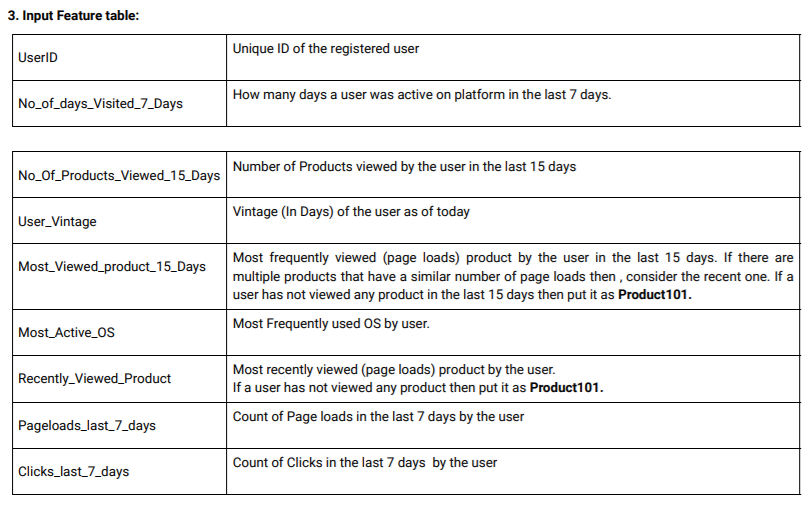 3. Input Feature table:
UserID
Unique ID of the registered user
No_of_days_Visited_7_Days
How many days a user was active on platform in the last 7 days.
No_Of_Products_Viewed_15_Days
Number of Products viewed by the user in the last 15 days
User_Vintage
Vintage (In Days) of the user as of today
Most_Viewed_product_15_Days
Most frequently viewed (page loads) product by the user in the last 15 days. If there are
multiple products that have a similar number of page loads then , consider the recent one. If a
user has not viewed any product in the last 15 days then put it as Product101.
Most_Active_OS
Most Frequently used OS by user.
Recently_Viewed_Product
Most recently viewed (page loads) product by the user.
If a user has not viewed any product then put it as Product101.
Pageloads_last_7_days
Count of Page loads in the last 7 days by the user
Clicks_last_7_days
Count of Clicks in the last 7 days by the user